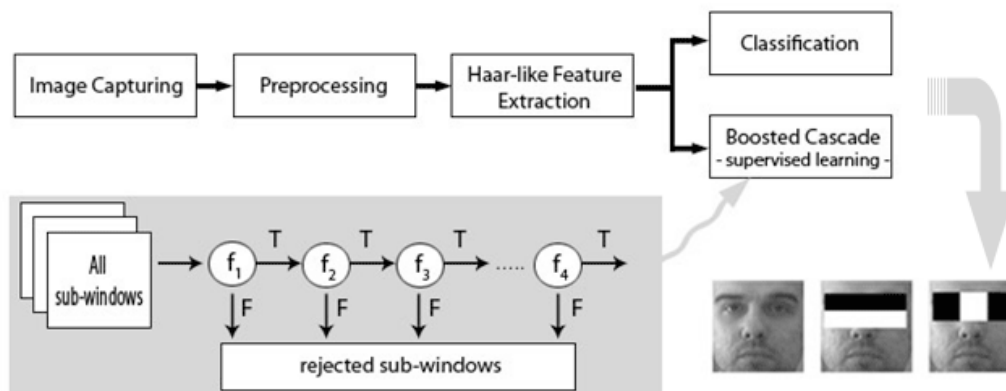 Image Capturing
Preprocessing
Haar-like Feature
Extraction
Classification
Boosted Cascade
- supervised learning -
All
sub-windows
f1
T
f2
T
f3
T
.....
f4
T
F
F
F
F
rejected sub-windows